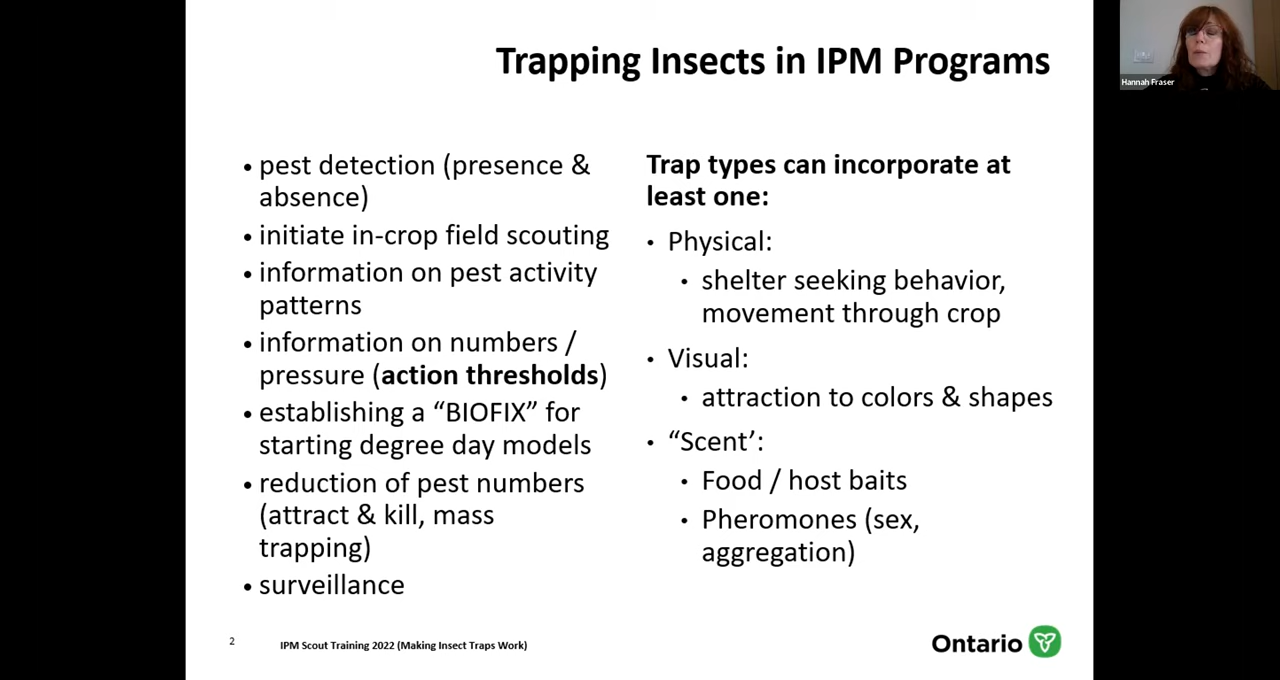 Trapping Insects in IPM Programs
Hannah Fraser
• pest detection (presence &
absence)
• initiate in-crop field scouting
• information on pest activity
patterns
• information on numbers /
pressure (action thresholds)
• establishing a “BIOFIX” for
starting degree day models
• reduction of pest numbers
(attract & kill, mass
trapping)
• surveillance
Trap types can incorporate at
least one:
• Physical:
• shelter seeking behavior,
movement through crop
• Visual:
• attraction to colors & shapes
• “Scent’:
• Food / host baits
• Pheromones (sex,
aggregation)
2
IPM Scout Training 2022 (Making Insect Traps Work)
Ontario